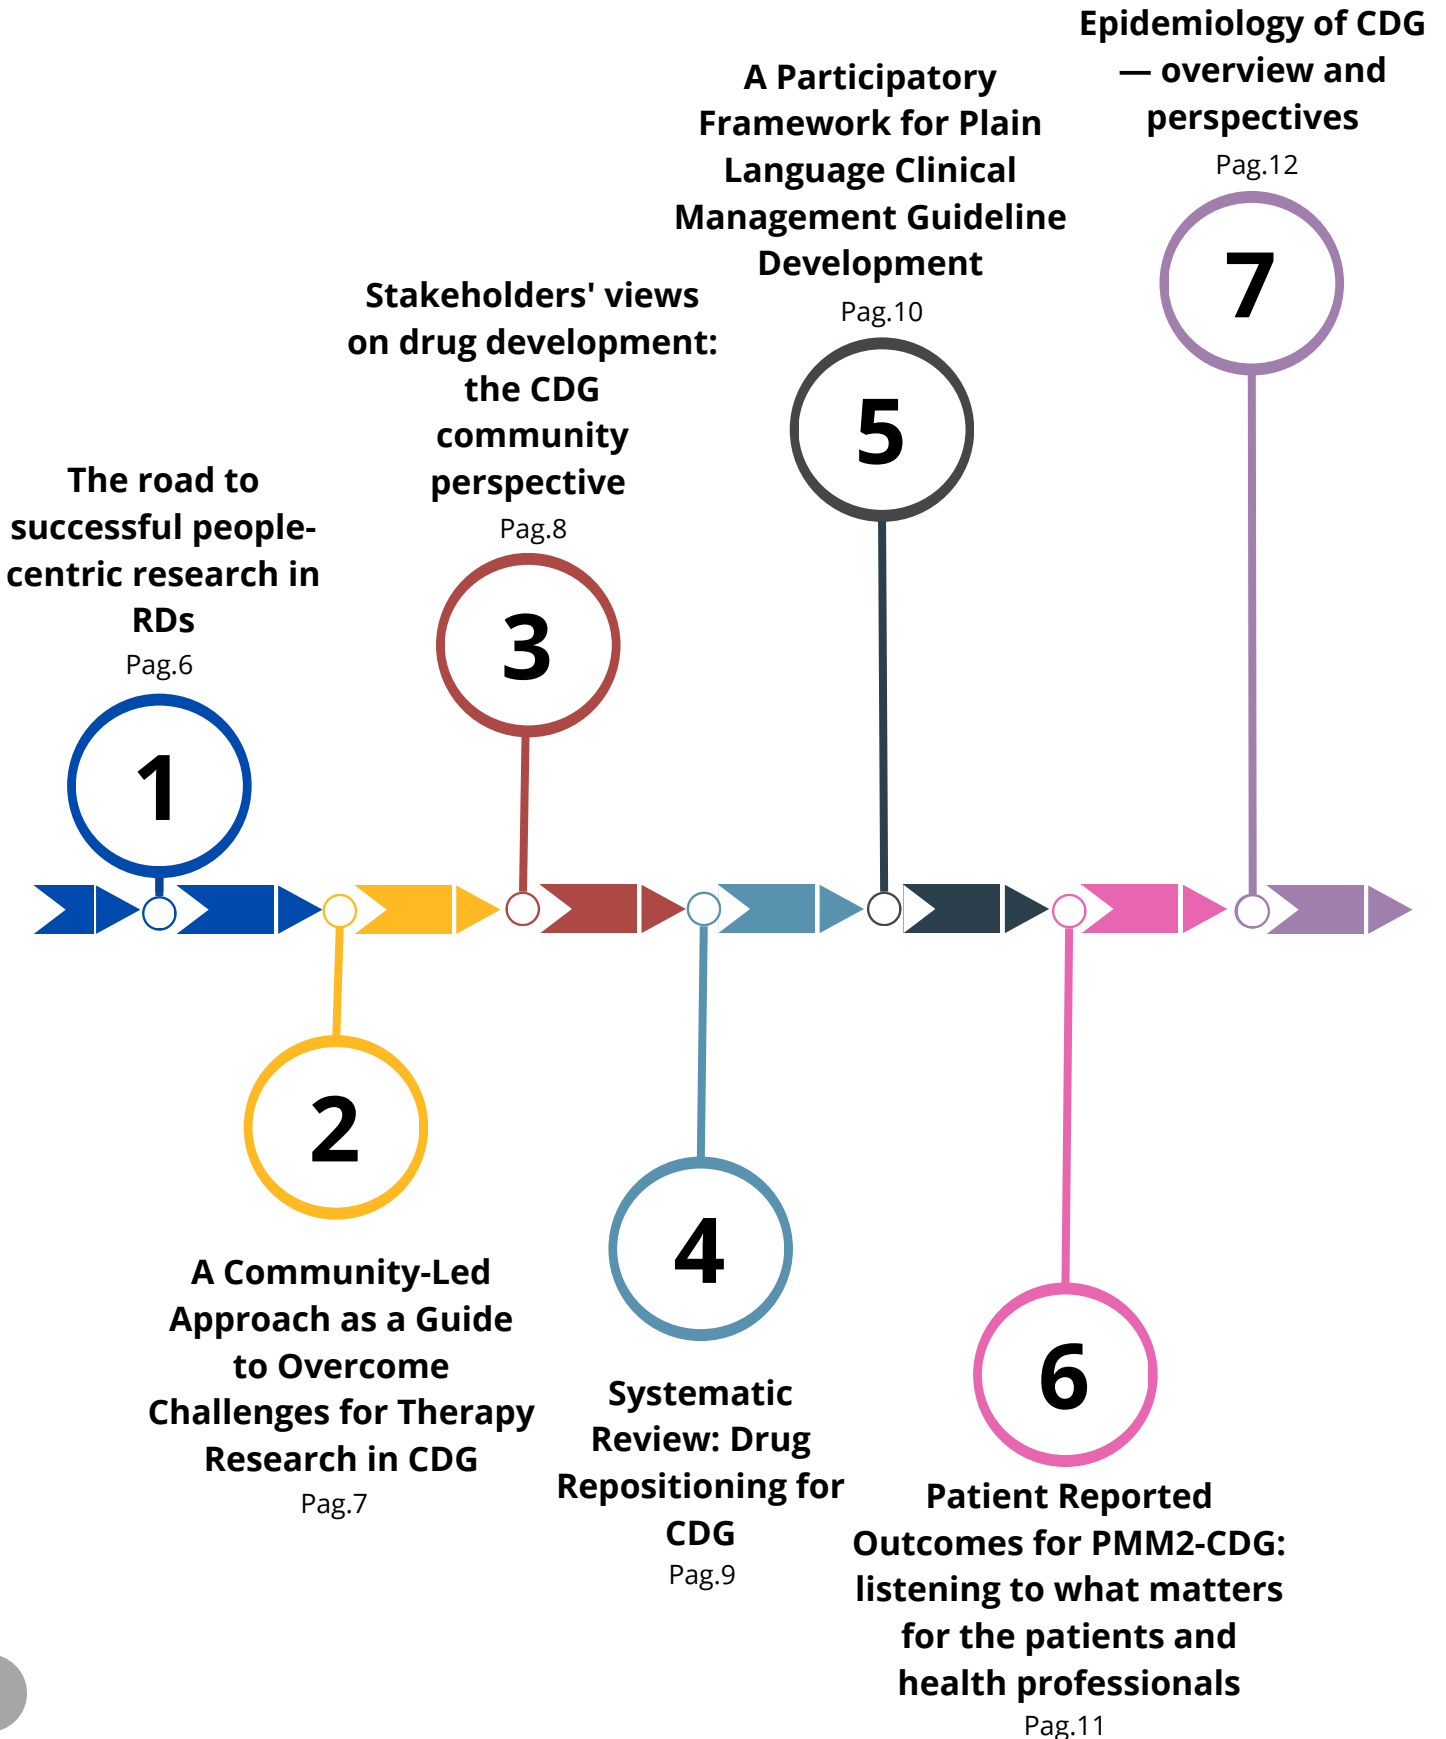 The road to
successful people-
centric research in
RDs
Pag.6
1
2
A Community-Led
Approach as a Guide
to Overcome
Challenges for Therapy
Research in CDG
Pag.7
Stakeholders' views
on drug development:
the CDG
community
perspective
Pag.8
3
4
Systematic
Review: Drug
Repositioning for
CDG
Pag.9
A Participatory
Framework for Plain
Language Clinical
Management Guideline
Development
Pag.10
5
6
Patient Reported
Outcomes for PMM2-CDG:
listening to what matters
for the patients and
health professionals
Pag.11
Epidemiology of CDG
— overview and
perspectives
Pag.12
7